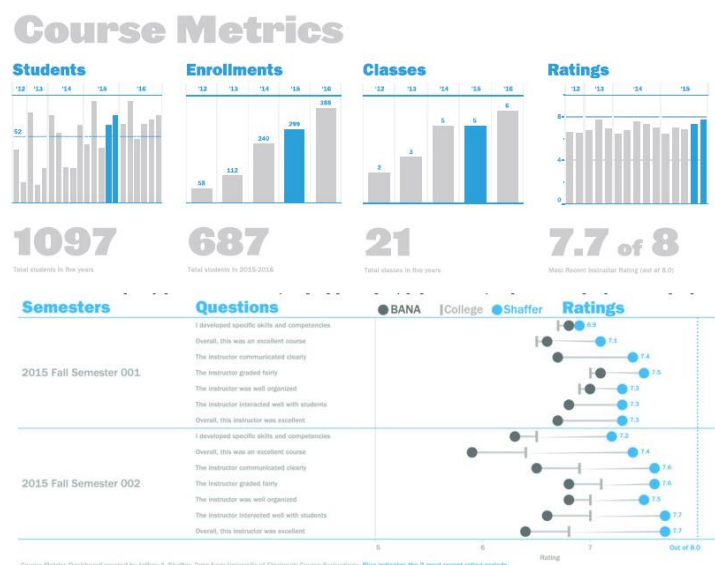 Course Metrics
Students
Enrollments
Classes
Ratings
'12 '13 '14 '15 '16
'12 '13 '14 '15 '16
'12 '13 '14 '15 '16
'12 '13 '14 '15
52
58 112 240 299 388
2 3 5 5 6
8
4
0
1097
687
21
7.7 of 8
Total students in five years
Total students in 2015-2016
Total classes in five years
Most Recent Instructor Rating (out of 8.0)
Semesters
Questions
BANA
College
Shaffer
Ratings
I developed specific skills and competencies 6.9
Overall, this was an excellent course 7.1
The instructor communicated clearly 7.4
The instructor graded fairly 7.5
2015 Fall Semester 001
The instructor was well organized 7.3
The instructor interacted well with students 7.3
Overall, this instructor was excellent 7.3
I developed specific skills and competencies 7.2
Overall, this was an excellent course 7.4
The instructor communicated clearly 7.6
2015 Fall Semester 002
The instructor graded fairly 7.6
The instructor was well organized 7.5
The instructor interacted well with students 7.7
Overall, this instructor was excellent 7.7
5 6 7 Out of 8.0
Rating